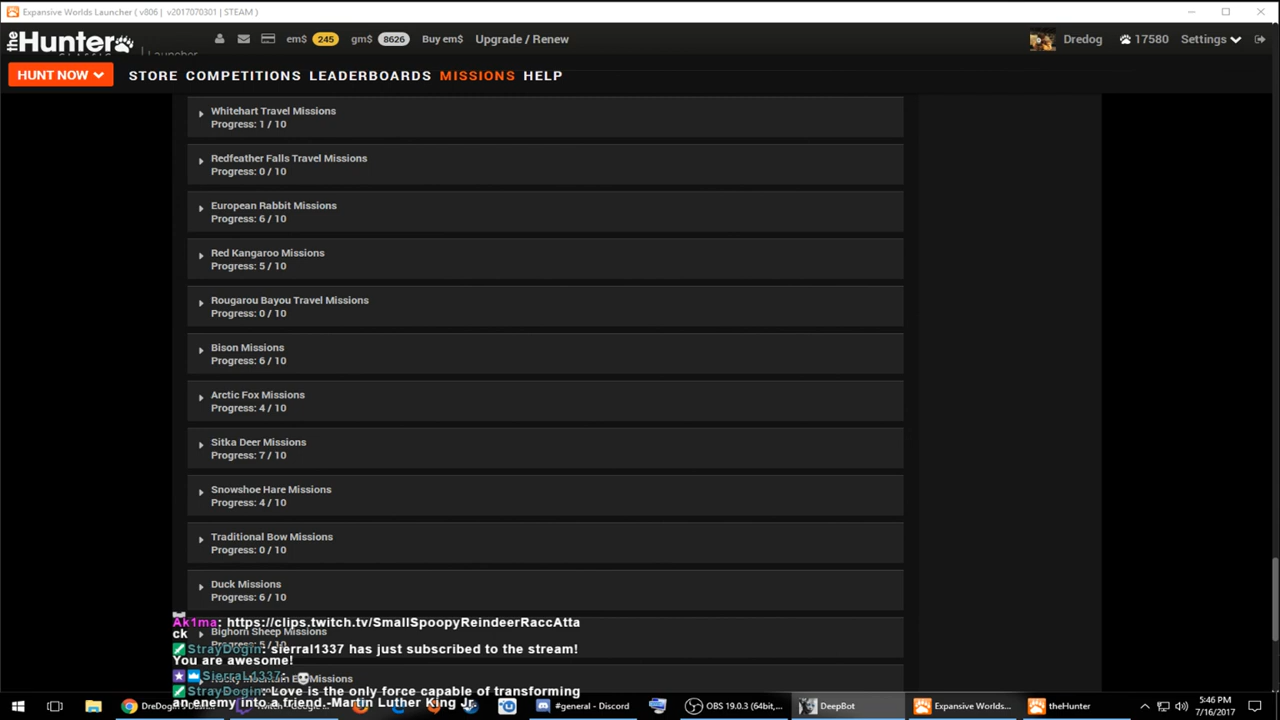 Expansive Worlds Launcher ( v806 | v2017070301 | STEAM )
theHunter
em$ 245 gm$ 8626 Buy em$ Upgrade / Renew
Dredog 17580 Settings
| Launcher
HUNT NOW STORE COMPETITIONS LEADERBOARDS MISSIONS HELP
Whitehart Travel Missions
Progress: 1 / 10
Redfeather Falls Travel Missions
Progress: 0 / 10
European Rabbit Missions
Progress: 6 / 10
Red Kangaroo Missions
Progress: 5 / 10
Rougarou Bayou Travel Missions
Progress: 0 / 10
Bison Missions
Progress: 6 / 10
Arctic Fox Missions
Progress: 4 / 10
Sitka Deer Missions
Progress: 7 / 10
Snowshoe Hare Missions
Progress: 4 / 10
Traditional Bow Missions
Progress: 0 / 10
Duck Missions
Progress: 6 / 10
Ak1ma: https://clips.twitch.tv/SmallSpoopyReindeerRaccAtta
ck
Bighorn Sheep Missions
StrayDogin: sierral1337 has just subscribed to the stream!
You are awesome!
SierraL1337:
Missions
StrayDogin: Love is the only force capable of transforming
an enemy into a friend.-Martin Luther King Jr.
#general - Discord
OBS 19.0.3 (64bit,...
DeepBot
Expansive Worlds...
theHunter
5:46 PM
7/16/2017